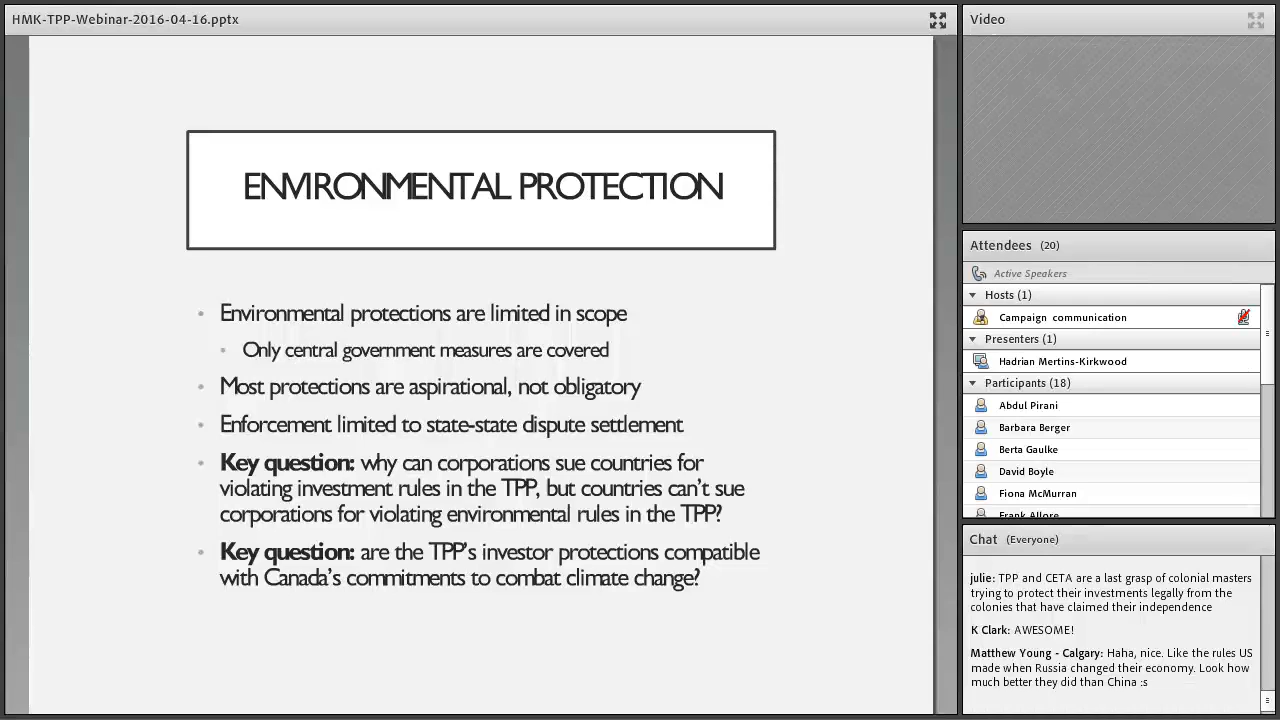 HMK-TPP-Webinar-2016-04-16.pptx
ENVIRONMENTAL PROTECTION
• Environmental protections are limited in scope
• Only central government measures are covered
• Most protections are aspirational, not obligatory
• Enforcement limited to state-state dispute settlement
• Key question: why can corporations sue countries for
violating investment rules in the TPP, but countries can't sue
corporations for violating environmental rules in the TPP?
• Key question: are the TPP's investor protections compatible
with Canada's commitments to combat climate change?
Video
Attendees (20)
Active Speakers
Hosts (1)
Campaign communication
Presenters (1)
Hadrian Mertins-Kirkwood
Participants (18)
Abdul Pirani
Barbara Berger
Berta Gaulke
David Boyle
Fiona McMurran
Frank Allore
Chat (Everyone)
julie: TPP and CETA are a last grasp of colonial masters
trying to protect their investments legally from the
colonies that have claimed their independence
K Clark: AWESOME!
Matthew Young - Calgary: Haha, nice. Like the rules US
made when Russia changed their economy. Look how
much better they did than China :s